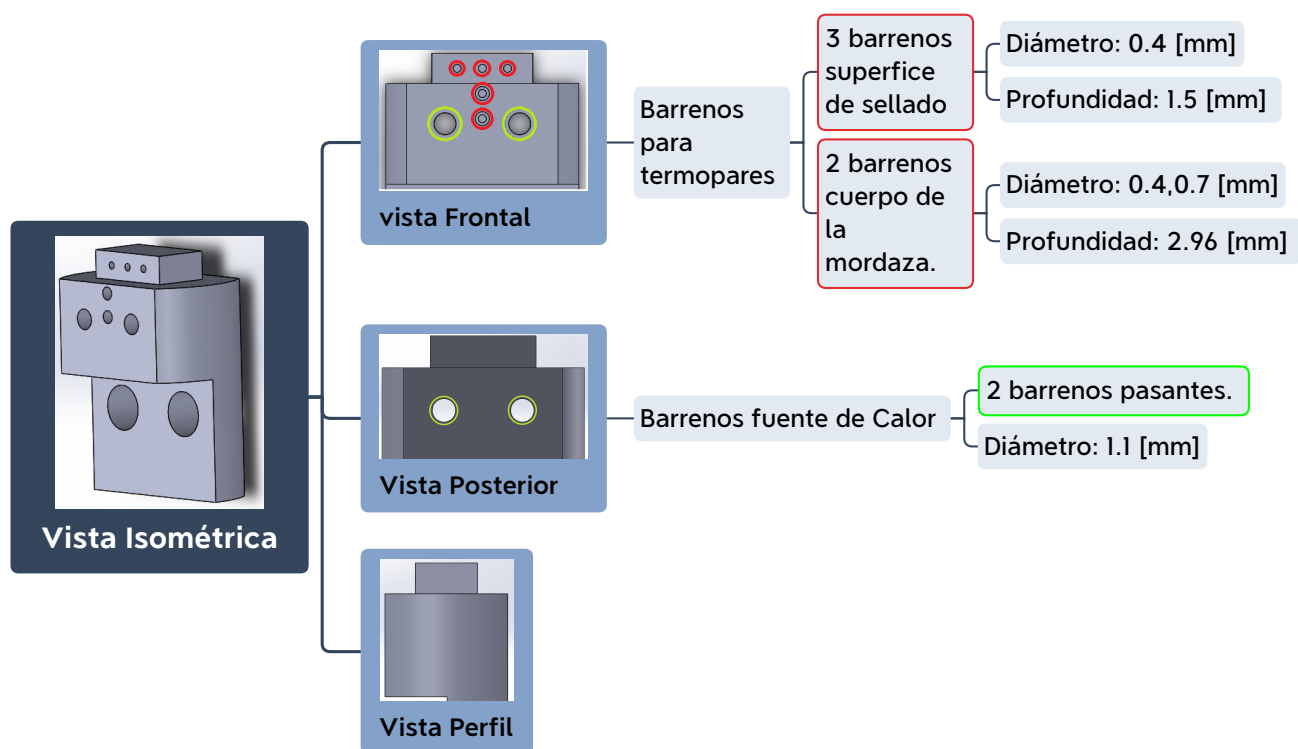 Vista Isométrica
vista Frontal
Barrenos
para
termopares
3 barrenos
superfice
de sellado
Diámetro: 0.4 [mm]
Profundidad: 1.5 [mm]
2 barrenos
cuerpo de
la
mordaza.
Diámetro: 0.4,0.7 [mm]
Profundidad: 2.96 [mm]
Vista Posterior
Barrenos fuente de Calor
2 barrenos pasantes.
Diámetro: 1.1 [mm]
Vista Perfil